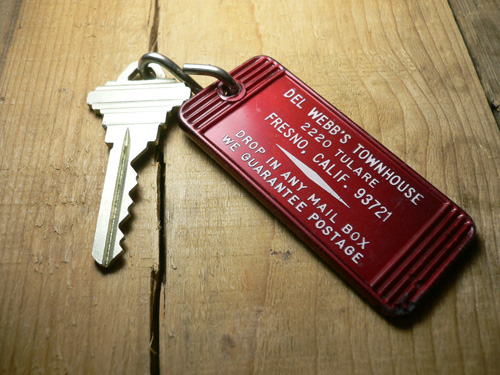 DEL WEBB'S TOWNHOUSE
2220 TULARE
FRESNO, CALIF. 93721
DROP IN ANY MAIL BOX
WE GUARANTEE POSTAGE